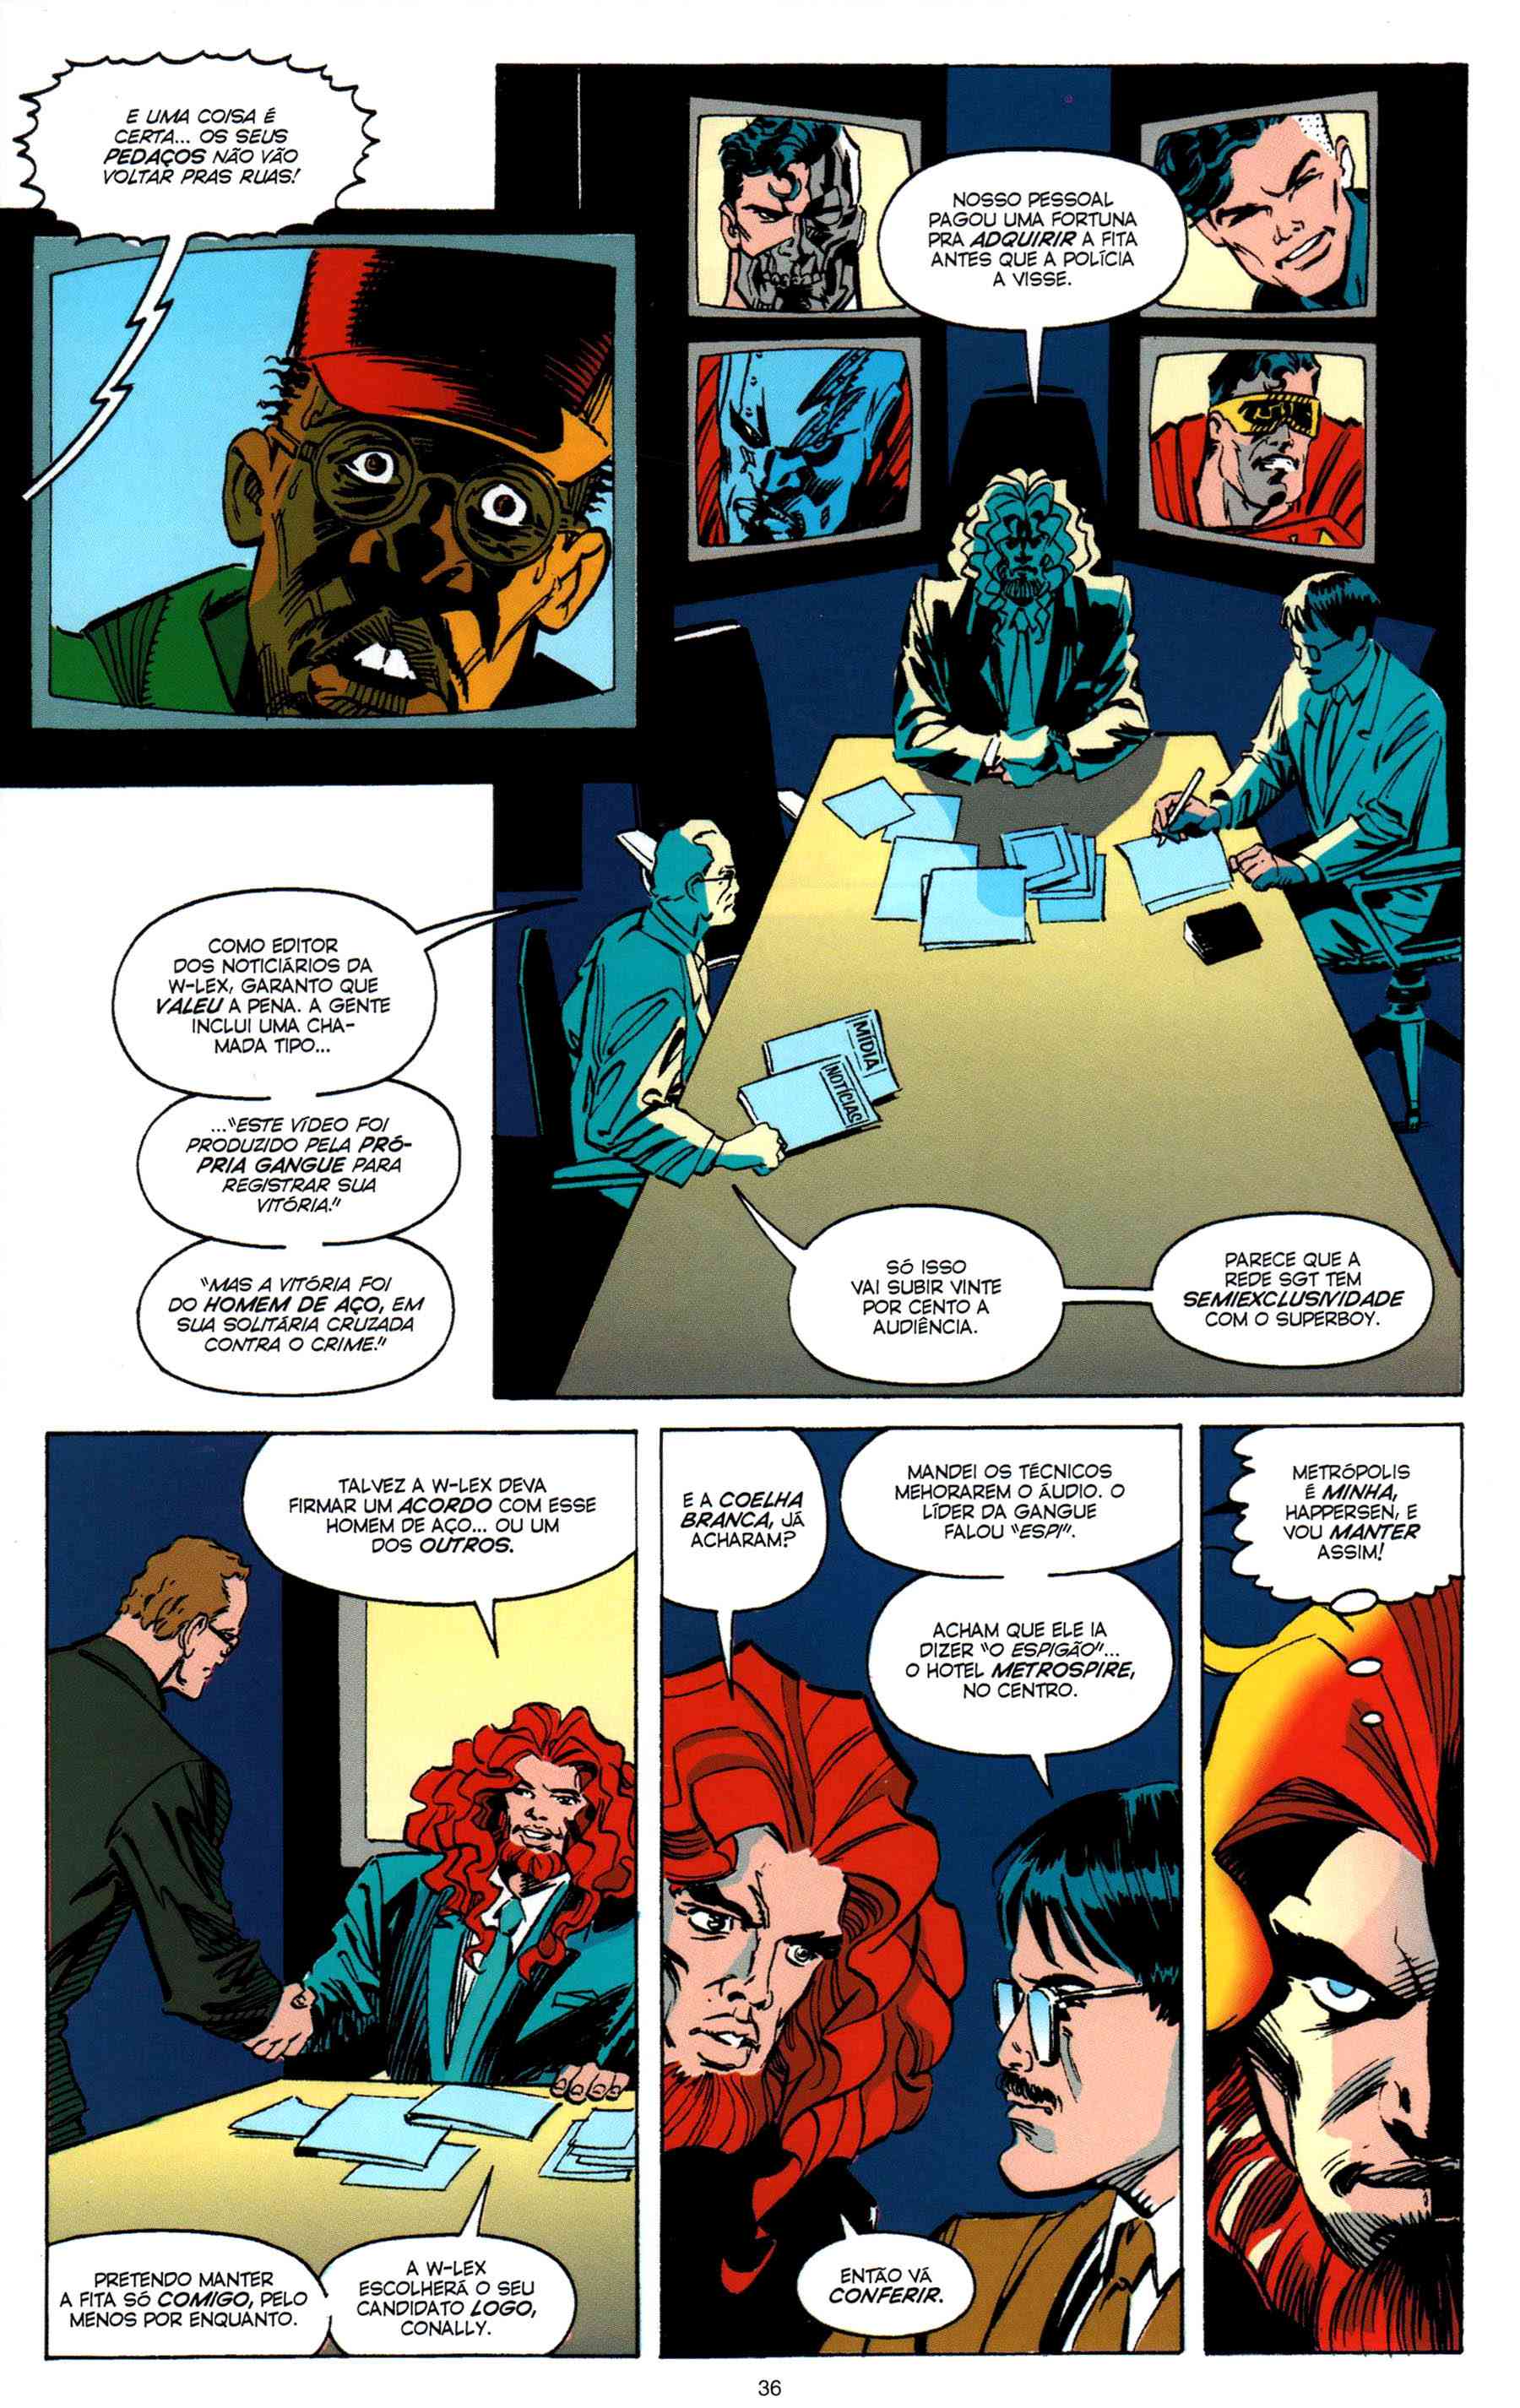 E UMA COISA É
CERTA... OS SEUS
PEDAÇOS NÃO VÃO
VOLTAR PRAS RUAS!
NOSSO PESSOAL
PAGOU UMA FORTUNA
PRA ADQUIRIR A FITA
ANTES QUE A POLÍCIA
A VISSE.
COMO EDITOR
DOS NOTICIÁRIOS DA
W-LEX, GARANTO QUE
VALEU A PENA. A GENTE
INCLUI UMA CHA-
MADA TIPO...
..."ESTE VÍDEO FOI
PRODUZIDO PELA PRÓ-
PRIA GANGUE PARA
REGISTRAR SUA
VITÓRIA."
"MAS A VITÓRIA FOI
DO HOMEM DE AÇO, EM
SUA SOLITÁRIA CRUZADA
CONTRA O CRIME."
MÍDIA
NOTÍCIAS
SÓ ISSO
VAI SUBIR VINTE
POR CENTO A
AUDIÊNCIA.
PARECE QUE A
REDE SGT TEM
SEMIEXCLUSIVIDADE
COM O SUPERBOY.
TALVEZ A W-LEX DEVA
FIRMAR UM ACORDO COM ESSE
HOMEM DE AÇO... OU UM
DOS OUTROS.
PRETENDO MANTER
A FITA SÓ COMIGO, PELO
MENOS POR ENQUANTO.
A W-LEX
ESCOLHERÁ O SEU
CANDIDATO LOGO,
CONALLY.
E A COELHA
BRANCA, JÁ
ACHARAM?
MANDEI OS TÉCNICOS
MEHORAREM O ÁUDIO. O
LÍDER DA GANGUE
FALOU "ESPI".
ACHAM QUE ELE IA
DIZER "O ESPIGÃO"...
O HOTEL METROSPIRE,
NO CENTRO.
ENTÃO VÁ
CONFERIR.
METRÓPOLIS
É MINHA,
HAPPERSEN, E
VOU MANTER
ASSIM!
36